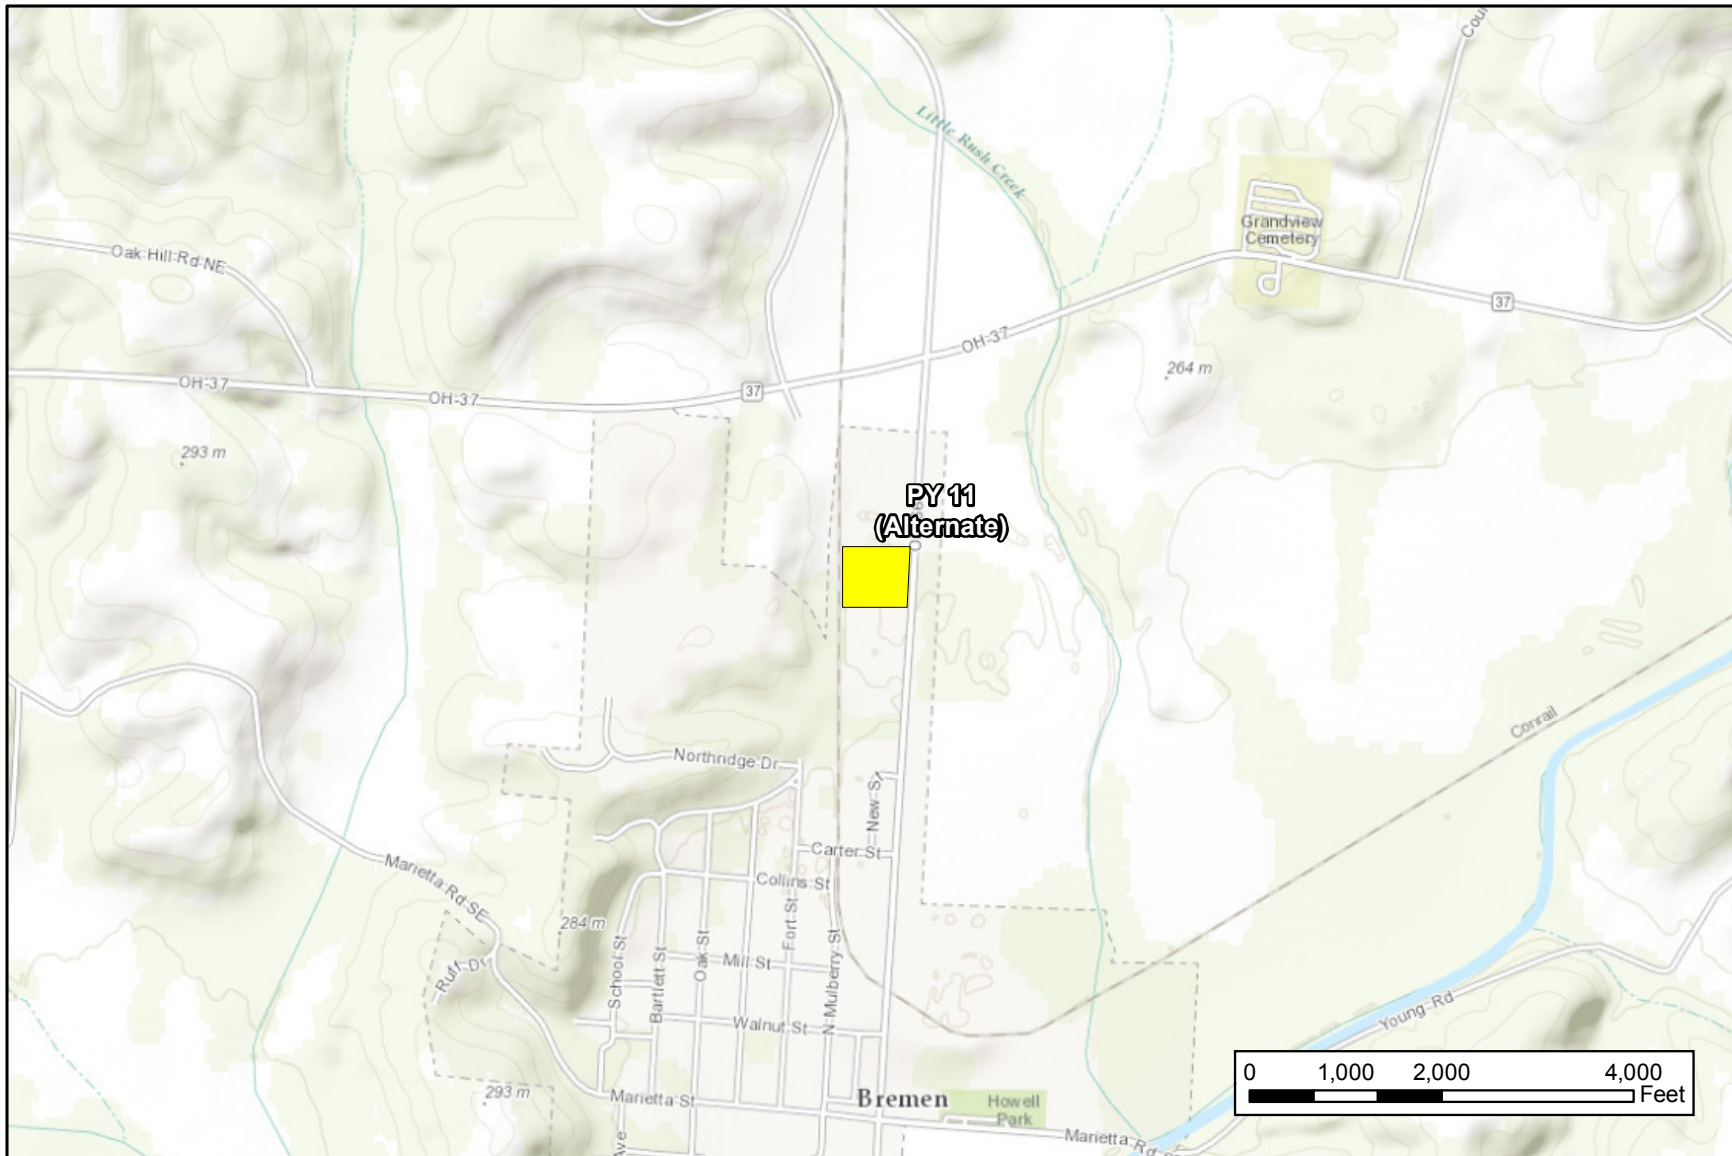 Cou
Little Rush Creek
Grandview
Cemetery
Oak Hill Rd NE
37
OH-37
264 m
OH-37
OH-37
37
293 m
PY 11
(Alternate)
Conrail
Northridge Dr
New St
Carter St
Marietta Rd SE
Collins St
284 m
Fort St
School St
Bartlett St
Oak St
Mill St
N Mulberry St
Ruff Dr
Walnut St
Young Rd
0 1,000 2,000 4,000
Feet
293 m
Marietta St
Bremen
Howell
Park
Marietta Rd
Ave